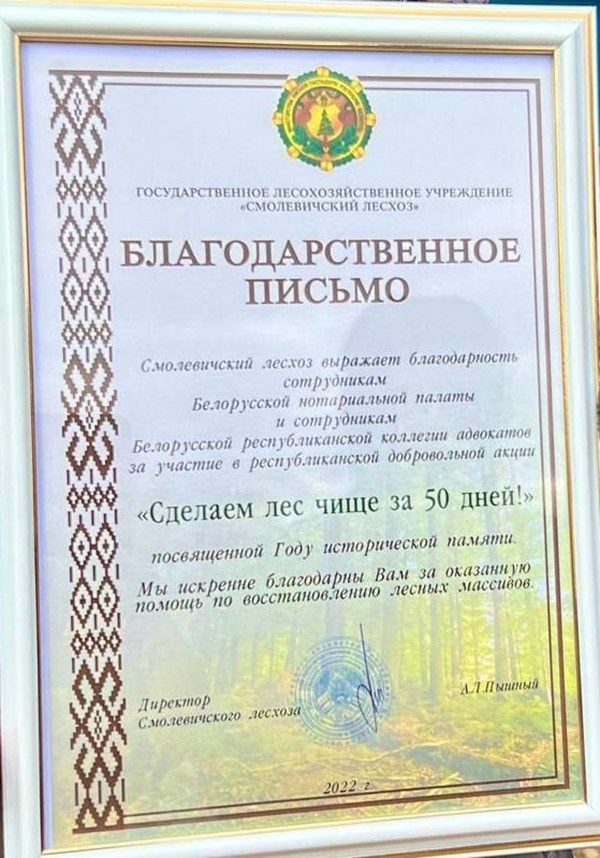 ГОСУДАРСТВЕННОЕ ЛЕСОХОЗЯЙСТВЕННОЕ УЧРЕЖДЕНИЕ
«СМОЛЕВИЧСКИЙ ЛЕСХОЗ»
БЛАГОДАРСТВЕННОЕ
ПИСЬМО
Смолевичский лесхоз выражает благодарность
сотрудникам
Белорусской нотариальной палаты
и сотрудникам
Белорусской республиканской коллегии адвокатов
за участие в республиканской добровольной акции
«Сделаем лес чище за 50 дней!»
посвященной Году исторической памяти.
Мы искренне благодарны Вам за оказанную
помощь по восстановлению лесных массивов.
Директор
Смолевичского лесхоза
А.Л.Пышный
2022 г.